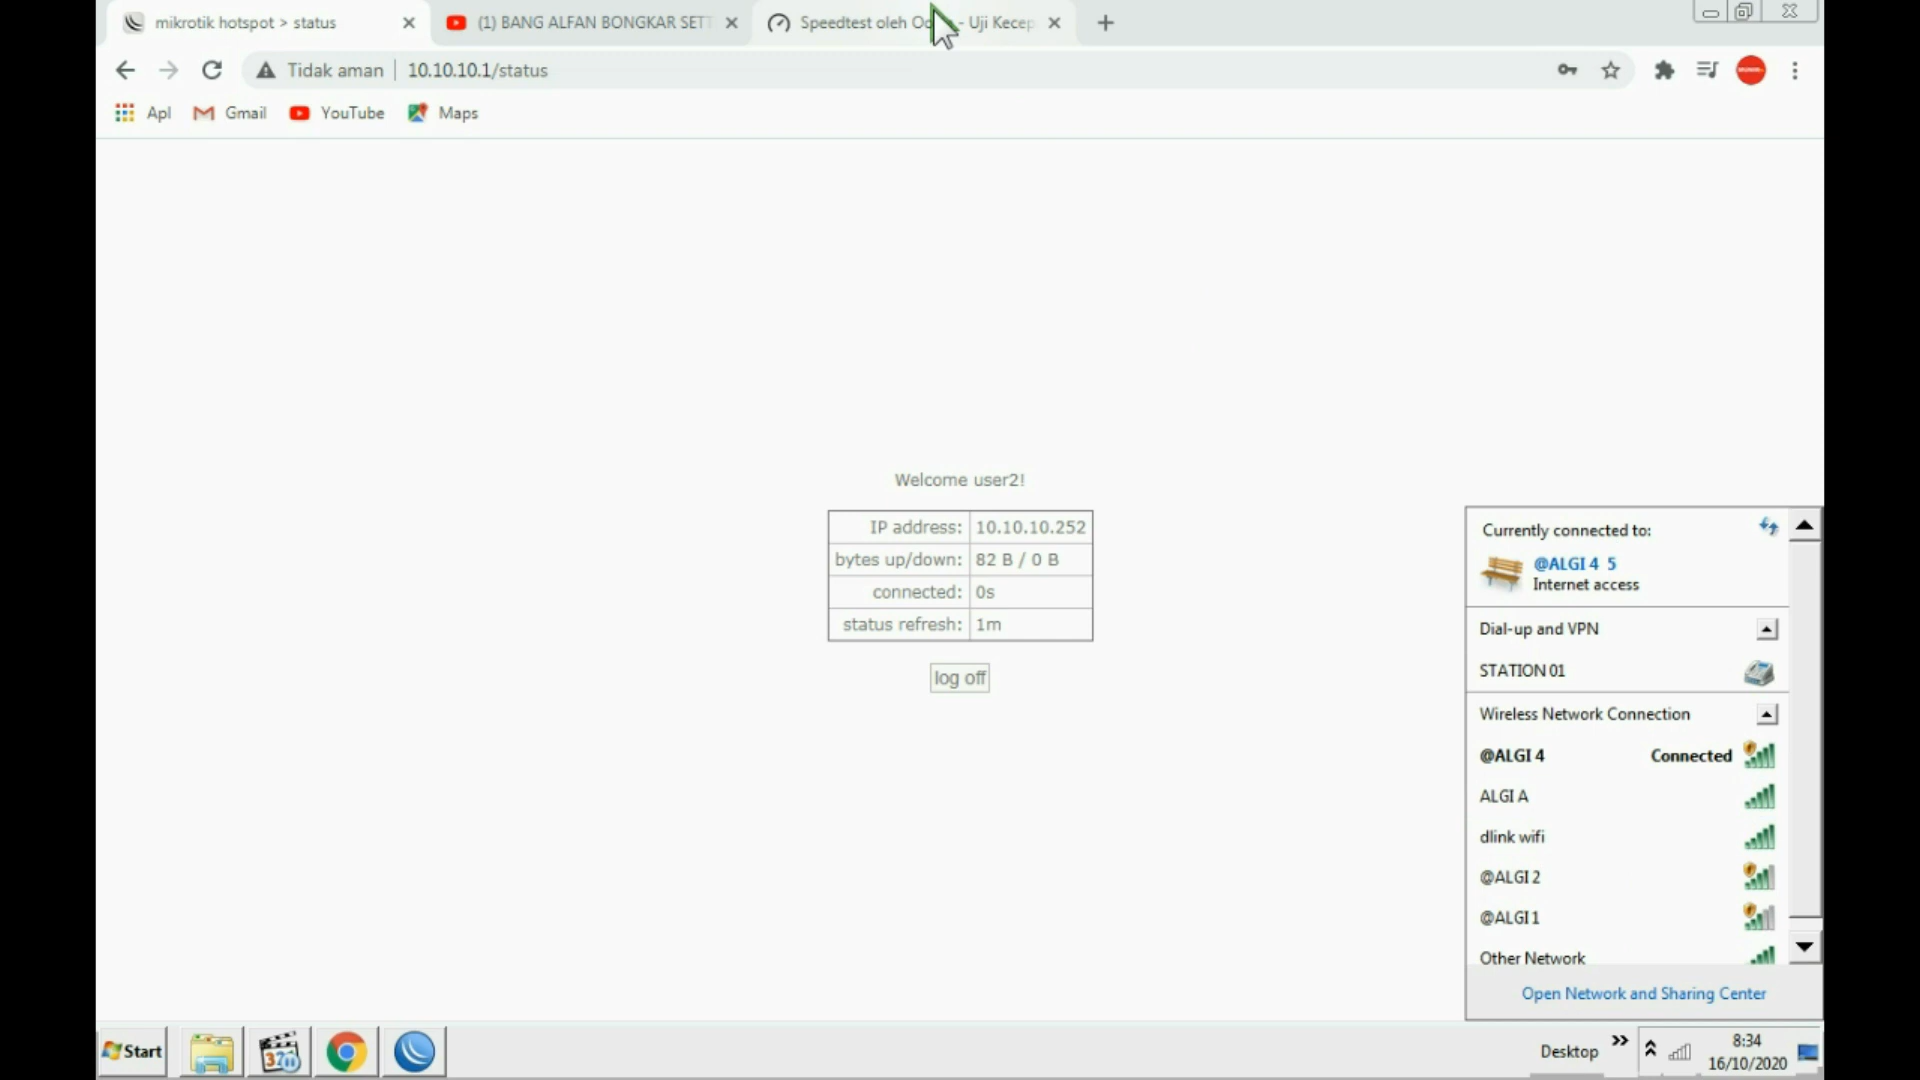 mikrotik hotspot > status
(1) BANG ALFAN BONGKAR SETT
Speedtest oleh Oo - Uji Kecep
Tidak aman
10.10.10.1/status
Apl
Gmail
YouTube
Maps
Welcome user2!
IP address: 10.10.10.252
bytes up/down: 82 B / 0 B
connected: 0s
status refresh: 1m
log off
Currently connected to:
@ALGI 4 5
Internet access
Dial-up and VPN
STATION 01
Wireless Network Connection
@ALGI 4 Connected
ALGI A
dlink wifi
@ALGI 2
@ALGI 1
Other Network
Open Network and Sharing Center
Start
Desktop
8:34
16/10/2020